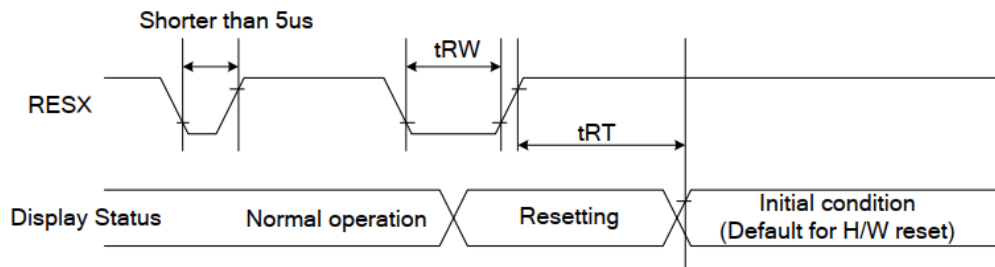 Shorter than 5us
tRW
RESX
tRT
Display Status
Normal operation
Resetting
Initial condition
(Default for H/W reset)